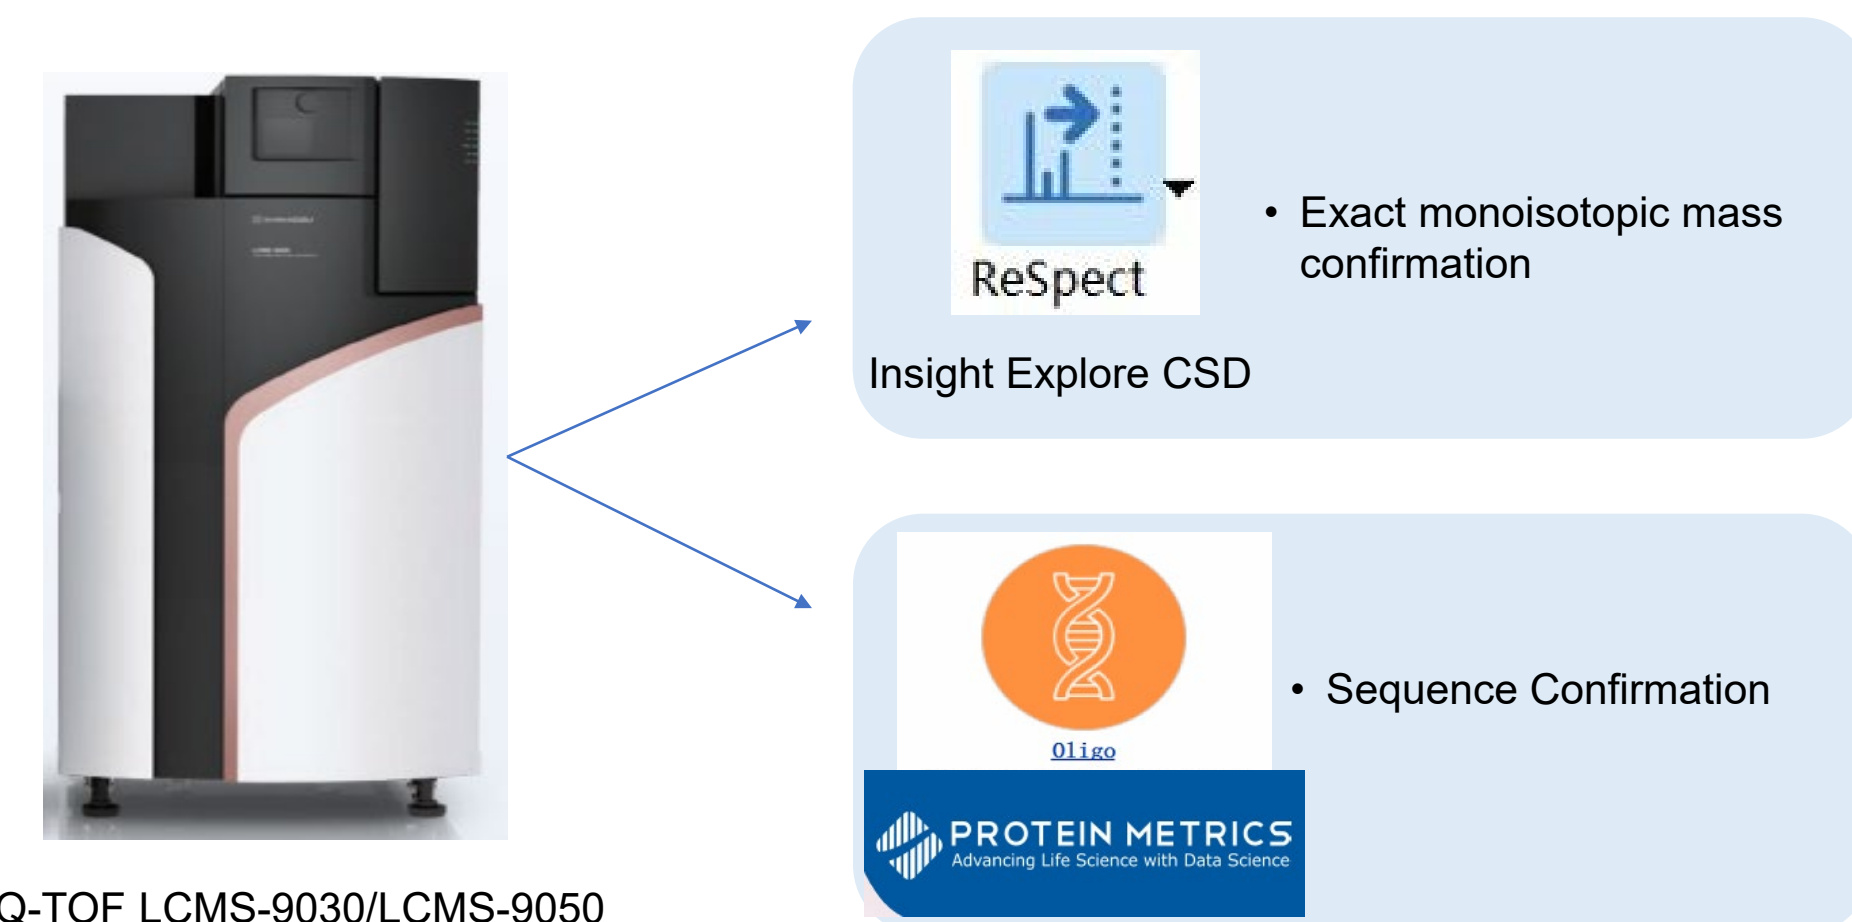 ReSpect
• Exact monoisotopic mass
confirmation
Insight Explore CSD
Oligo
• Sequence Confirmation
PROTEIN METRICS
Advancing Life Science with Data Science
Q-TOF LCMS-9030/LCMS-9050